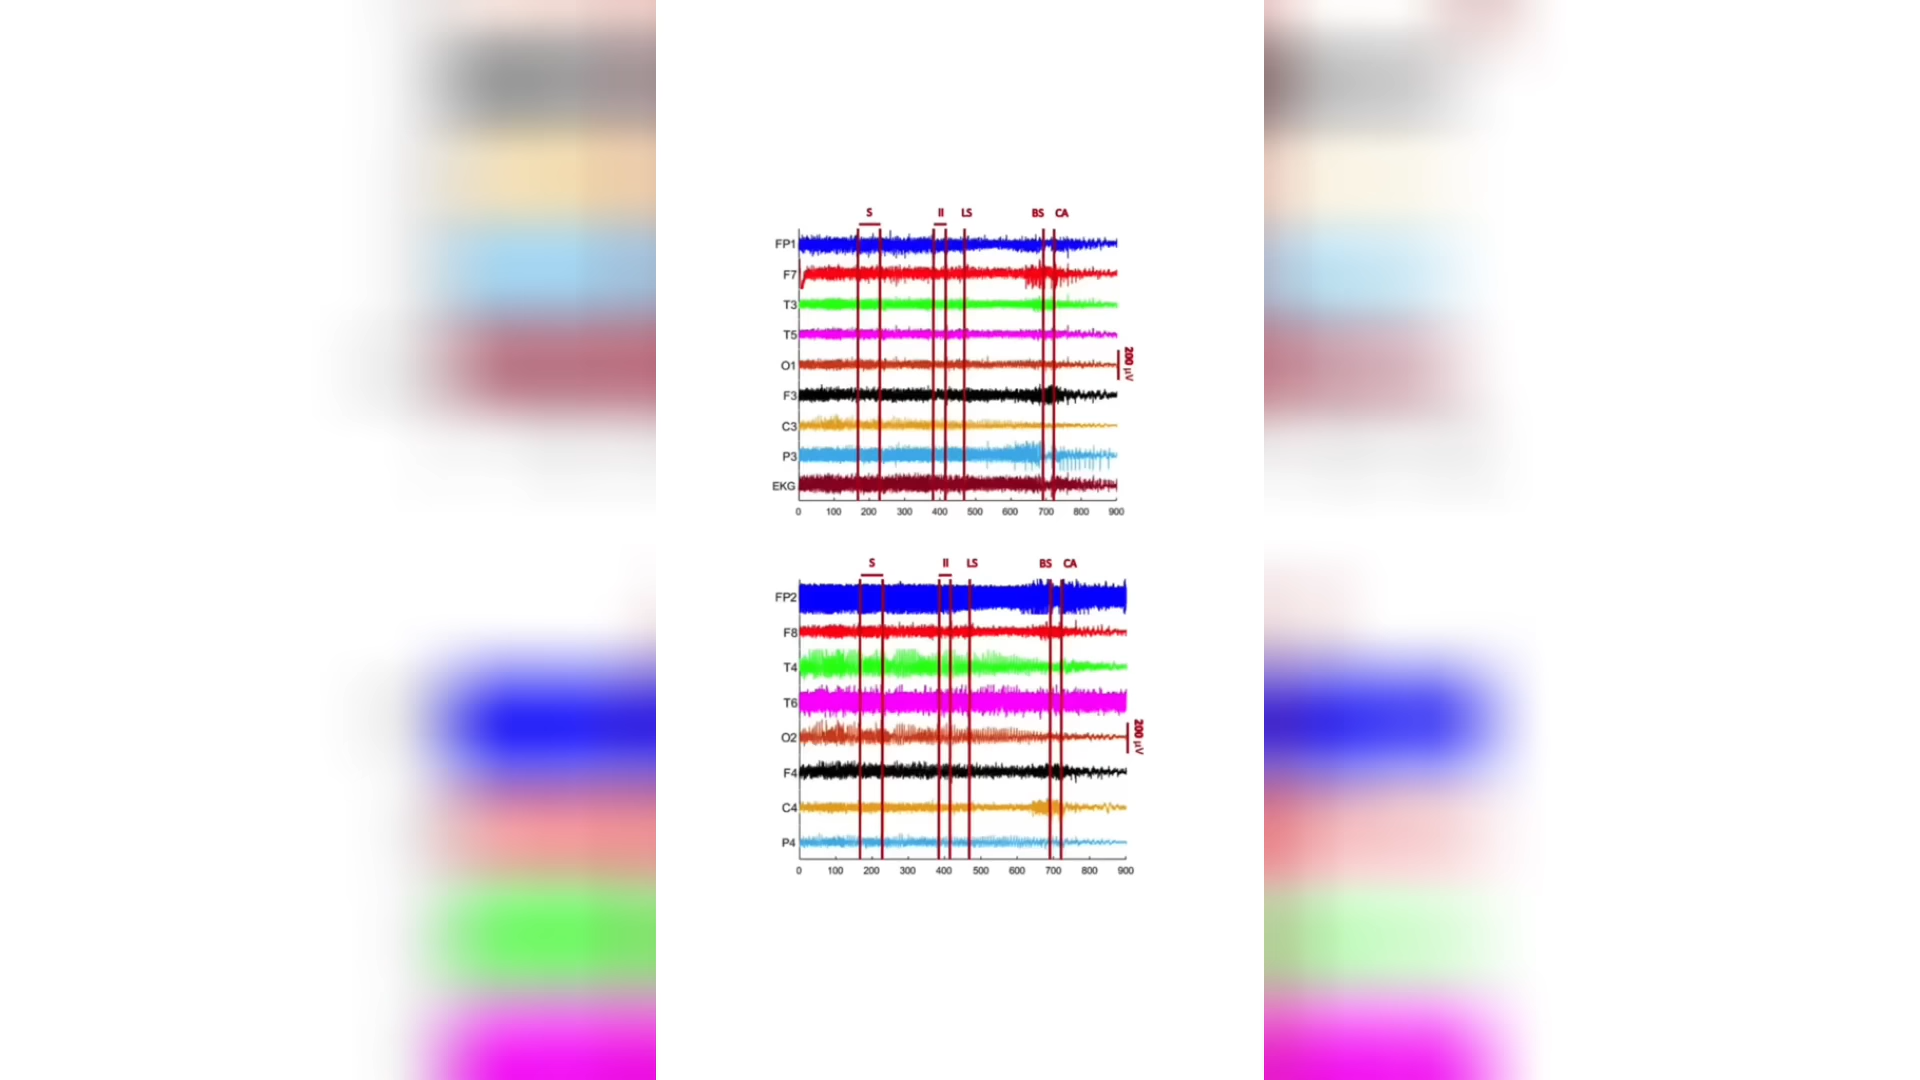 S II LS BS CA
FP1
F7
T3
T5
O1
200 μV
F3
C3
P3
EKG
0 100 200 300 400 500 600 700 800 900
S II LS BS CA
FP2
F8
T4
T6
O2
200 μV
F4
C4
P4
0 100 200 300 400 500 600 700 800 900